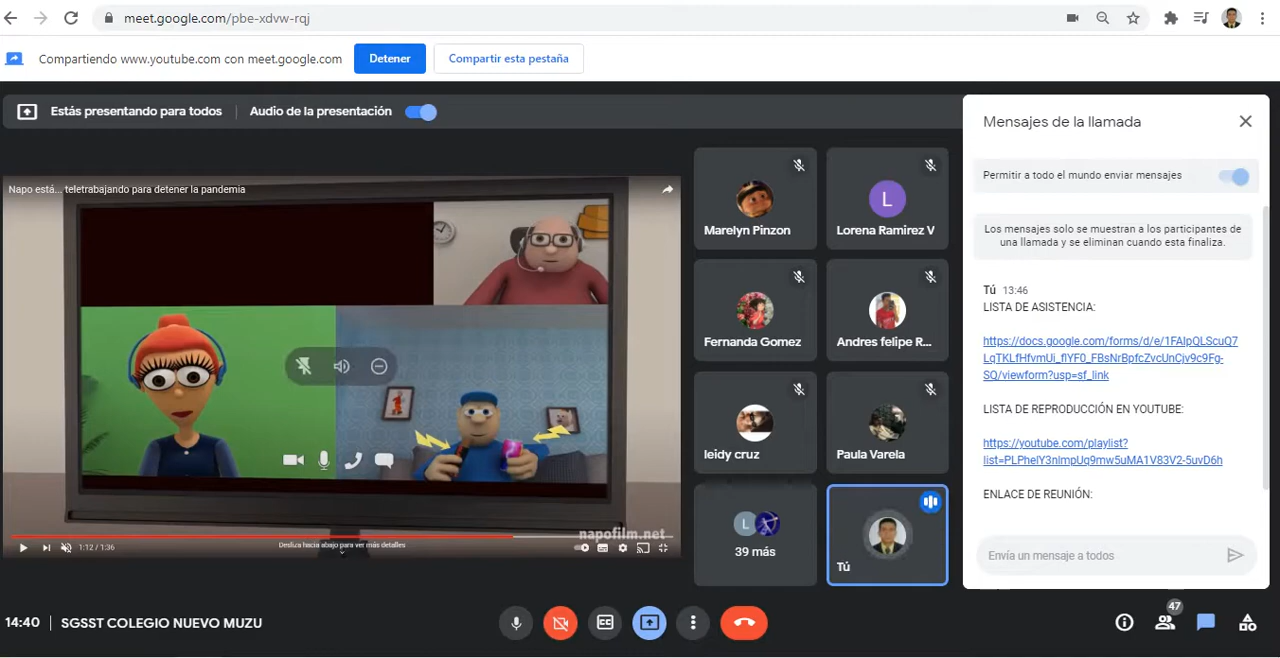 meet.google.com/pbe-xdvw-rqj
Compartiendo www.youtube.com con meet.google.com
Detener
Compartir esta pestaña
Estás presentando para todos
Audio de la presentación
Napo está... teletrabajando para detener la pandemia
napofilm.net
1:12 / 1:36
Desliza hacia abajo para ver más detalles
Marelyn Pinzon
L
Lorena Ramirez V
Fernanda Gomez
Andres felipe R...
leidy cruz
Paula Varela
L
39 más
Tú
Mensajes de la llamada
Permitir a todo el mundo enviar mensajes
Los mensajes solo se muestran a los participantes de
una llamada y se eliminan cuando esta finaliza.
Tú 13:46
LISTA DE ASISTENCIA:
https://docs.google.com/forms/d/e/1FAIpQLScuQ7
LqTKLfHfvmUi_flYF0_FBsNrBpfcZvcUnCjv9c9Fg-
SQ/viewform?usp=sf_link
LISTA DE REPRODUCCIÓN EN YOUTUBE:
https://youtube.com/playlist?
list=PLPhelY3nlmpUq9mw5uMA1V83V2-5uvD6h
ENLACE DE REUNIÓN:
Envía un mensaje a todos
14:40
SGSST COLEGIO NUEVO MUZU
47